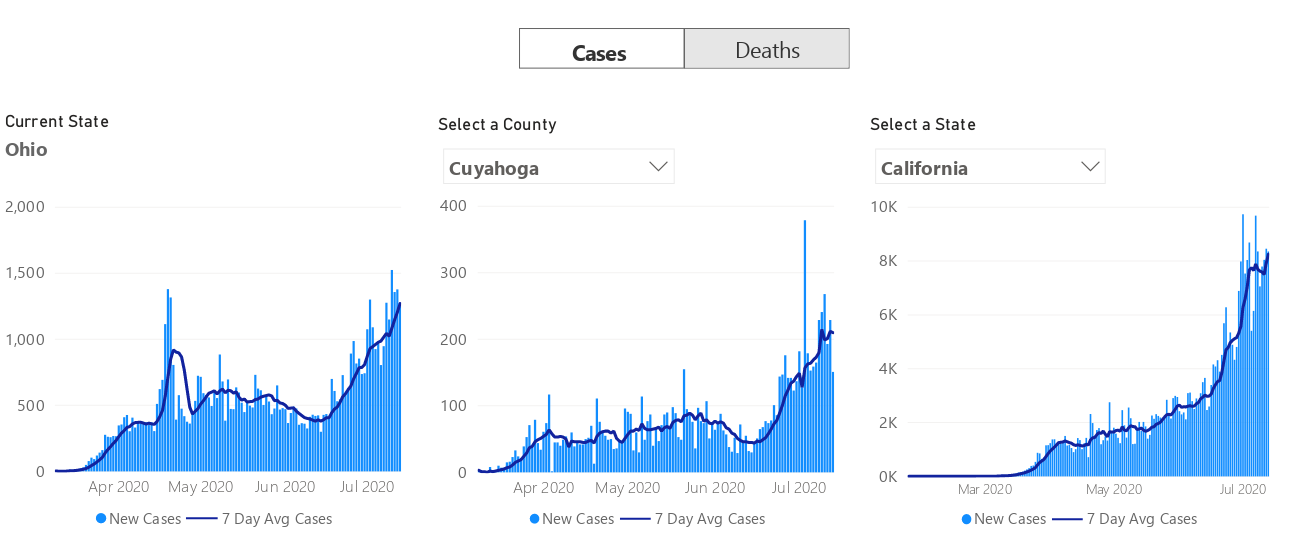 Cases Deaths
Current State
Ohio
2,000
1,500
1,000
500
0
Apr 2020 May 2020 Jun 2020 Jul 2020
New Cases 7 Day Avg Cases
Select a County
Cuyahoga
400
300
200
100
0
Apr 2020 May 2020 Jun 2020 Jul 2020
New Cases 7 Day Avg Cases
Select a State
California
10K
8K
6K
4K
2K
0K
Mar 2020 May 2020 Jul 2020
New Cases 7 Day Avg Cases